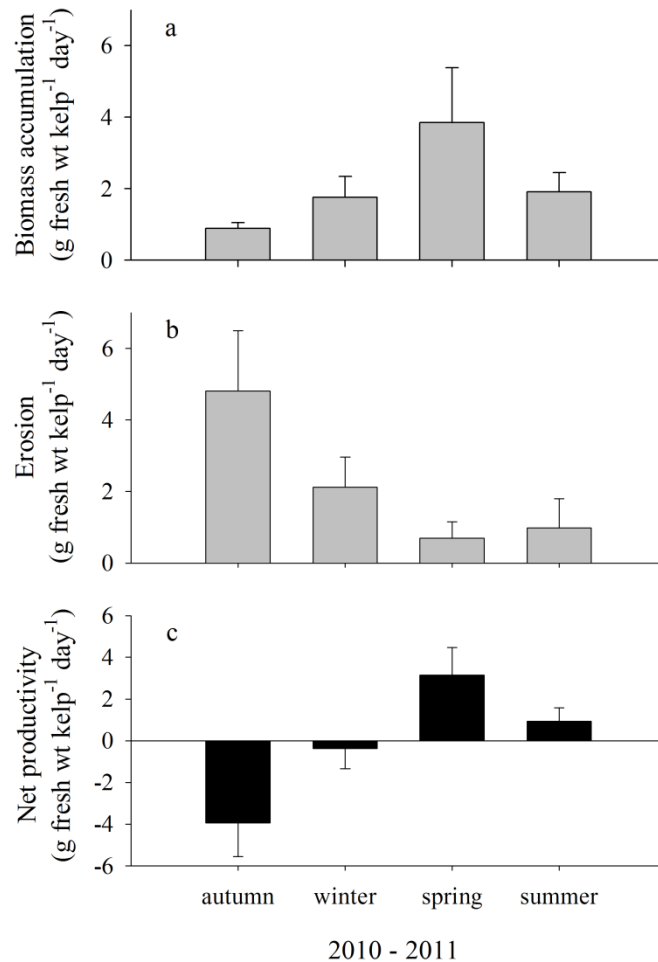 a
Biomass accumulation
(g fresh wt kelp⁻¹ day⁻¹)
6
4
2
0
b
Erosion
(g fresh wt kelp⁻¹ day⁻¹)
6
4
2
0
c
Net productivity
(g fresh wt kelp⁻¹ day⁻¹)
6
4
2
0
-2
-4
-6
autumn winter spring summer
2010 - 2011